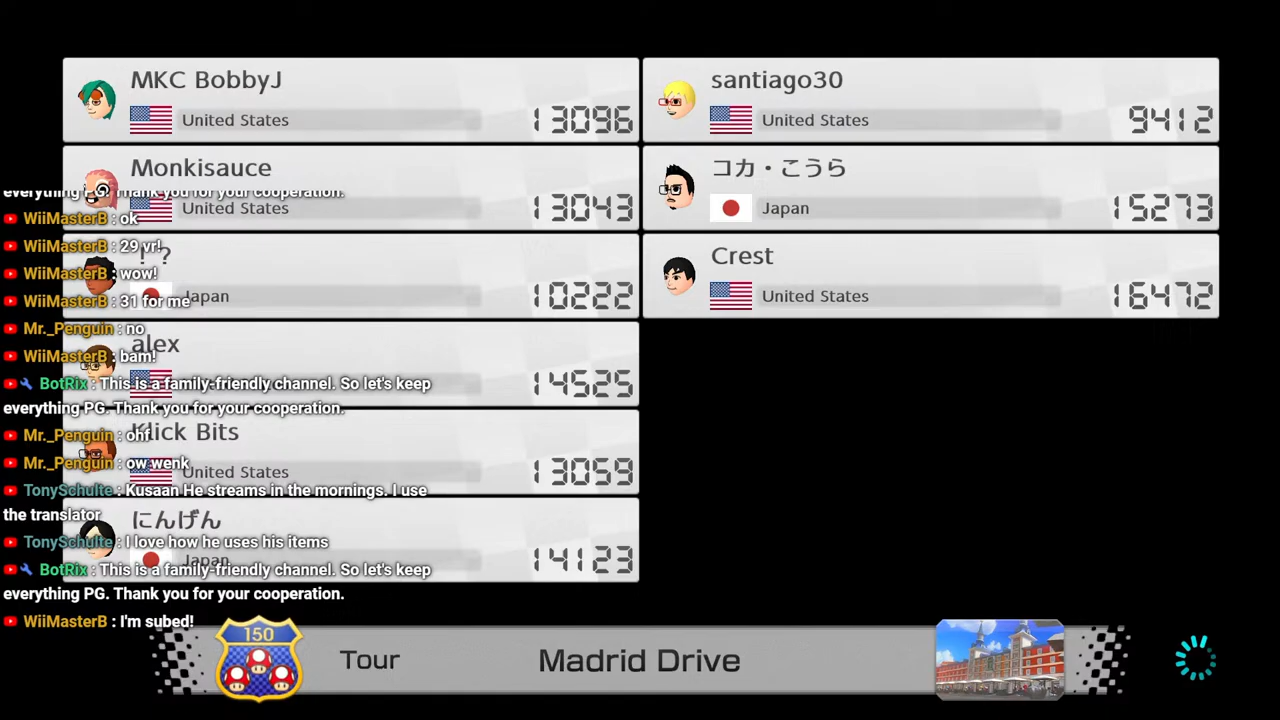 MKC BobbyJ
United States
13096
santiago30
United States
9412
Monkisauce
United States
13043
コカ・こうら
Japan
15273
!?
Japan
10222
Crest
United States
16472
alex
14525
Klick Bits
United States
13059
にんげん
Japan
14123
everything PG. Thank you for your cooperation.
WiiMasterB : ok
WiiMasterB : 29 vr!
WiiMasterB : wow!
WiiMasterB : 31 for me
Mr._Penguin : no
WiiMasterB : bam!
BotRix : This is a family-friendly channel. So let's keep
everything PG. Thank you for your cooperation.
Mr._Penguin : ohf
Mr._Penguin : ow wenk
TonySchulte : Kusaan He streams in the mornings. I use
the translator
TonySchulte : I love how he uses his items
BotRix : This is a family-friendly channel. So let's keep
everything PG. Thank you for your cooperation.
WiiMasterB : I'm subed!
150
Tour
Madrid Drive